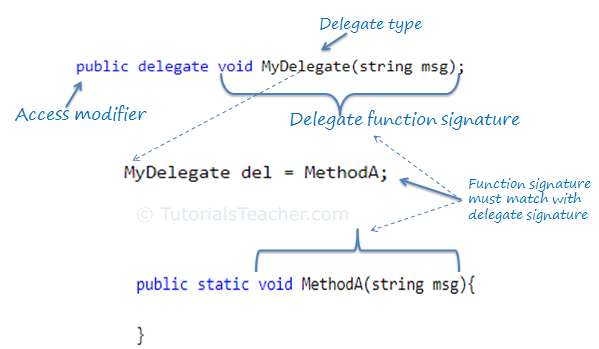 Delegate type
public delegate void MyDelegate(string msg);
Access modifier
Delegate function signature
MyDelegate del = MethodA;
Function signature
must match with
delegate signature
© TutorialsTeacher.com
public static void MethodA(string msg){
}